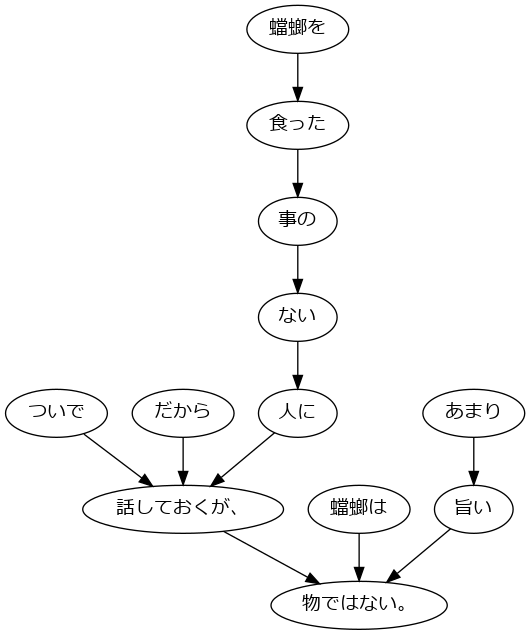 蟷螂を
食った
事の
ない
ついで
だから
人に
あまり
話しておくが、
蟷螂は
旨い
物ではない。